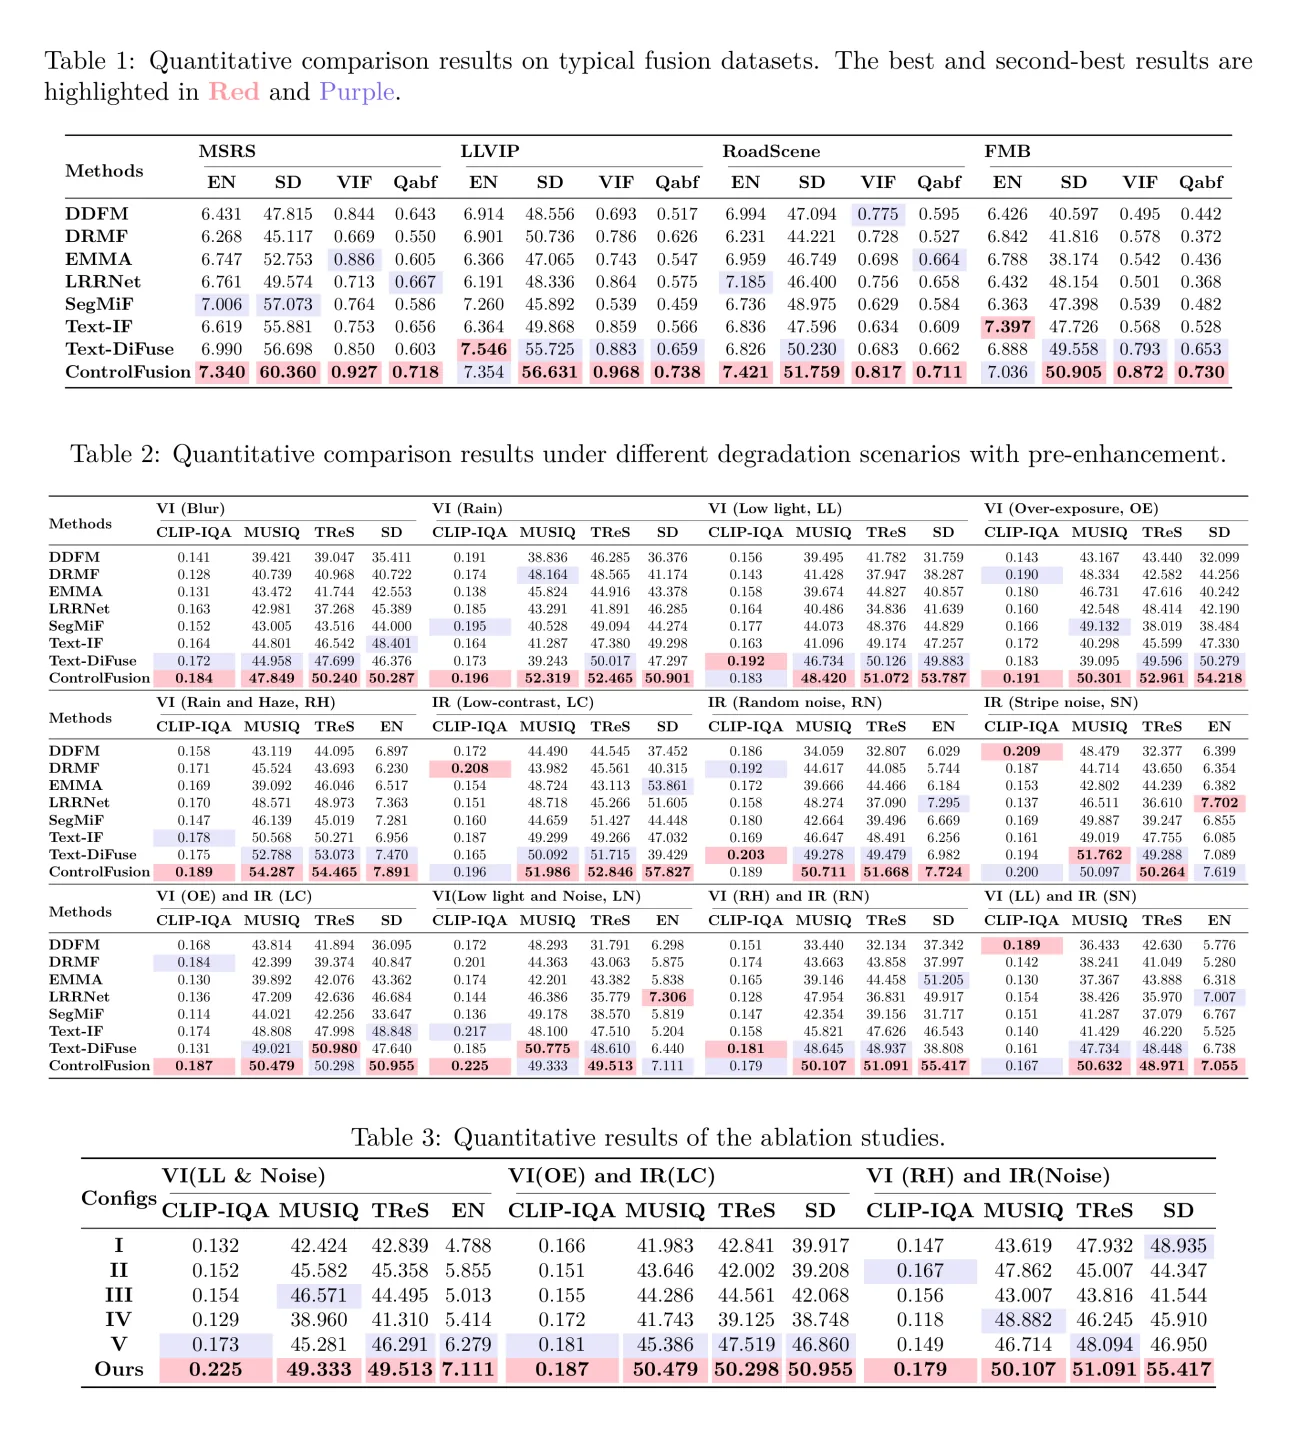 Table 1: Quantitative comparison results on typical fusion datasets. The best and second-best results are
highlighted in Red and Purple.
Methods MSRS LLVIP RoadScene FMB
EN SD VIF Qabf EN SD VIF Qabf EN SD VIF Qabf EN SD VIF Qabf
DDFM 6.431 47.815 0.844 0.643 6.914 48.556 0.693 0.517 6.994 47.094 0.775 0.595 6.426 40.597 0.495 0.442
DRMF 6.268 45.117 0.669 0.550 6.901 50.736 0.786 0.626 6.231 44.221 0.728 0.527 6.842 41.816 0.578 0.372
EMMA 6.747 52.753 0.886 0.605 6.366 47.065 0.743 0.547 6.959 46.749 0.698 0.664 6.788 38.174 0.542 0.436
LRRNet 6.761 49.574 0.713 0.667 6.191 48.336 0.864 0.575 7.185 46.400 0.756 0.658 6.432 48.154 0.501 0.368
SegMiF 7.006 57.073 0.764 0.586 7.260 45.892 0.539 0.459 6.736 48.975 0.629 0.584 6.363 47.398 0.539 0.482
Text-IF 6.619 55.881 0.753 0.656 6.364 49.868 0.859 0.566 6.836 47.596 0.634 0.609 7.397 47.726 0.568 0.528
Text-DiFuse 6.990 56.698 0.850 0.603 7.546 55.725 0.883 0.659 6.826 50.230 0.683 0.662 6.888 49.558 0.793 0.653
ControlFusion 7.340 60.360 0.927 0.718 7.354 56.631 0.968 0.738 7.421 51.759 0.817 0.711 7.036 50.905 0.872 0.730
Table 2: Quantitative comparison results under different degradation scenarios with pre-enhancement.
Methods VI (Blur) VI (Rain) VI (Low light, LL) VI (Over-exposure, OE)
CLIP-IQA MUSIQ TReS SD CLIP-IQA MUSIQ TReS SD CLIP-IQA MUSIQ TReS SD CLIP-IQA MUSIQ TReS SD
DDFM 0.141 39.421 39.047 35.411 0.191 38.836 46.285 36.376 0.156 39.495 41.782 31.759 0.143 43.167 43.440 32.099
DRMF 0.128 40.739 40.968 40.722 0.174 48.164 48.565 41.174 0.143 41.428 37.947 38.287 0.190 48.334 42.582 44.256
EMMA 0.131 43.472 41.744 42.553 0.138 45.824 44.916 43.378 0.158 39.674 44.827 40.857 0.180 46.731 47.616 40.242
LRRNet 0.163 42.981 37.268 45.389 0.185 43.291 41.891 46.285 0.164 40.486 34.836 41.639 0.160 42.548 48.414 42.190
SegMiF 0.152 43.005 43.516 44.000 0.195 40.528 49.094 44.274 0.177 44.073 48.376 44.829 0.166 49.132 38.019 38.484
Text-IF 0.164 44.801 46.542 48.401 0.164 41.287 47.380 49.298 0.163 41.096 49.174 47.257 0.172 40.298 45.599 47.330
Text-DiFuse 0.172 44.958 47.699 46.376 0.173 39.243 50.017 47.297 0.192 46.734 50.126 49.883 0.183 39.095 49.596 50.279
ControlFusion 0.184 47.849 50.240 50.287 0.196 52.319 52.465 50.901 0.183 48.420 51.072 53.787 0.191 50.301 52.961 54.218
Methods VI (Rain and Haze, RH) IR (Low-contrast, LC) IR (Random noise, RN) IR (Stripe noise, SN)
CLIP-IQA MUSIQ TReS EN CLIP-IQA MUSIQ TReS SD CLIP-IQA MUSIQ TReS EN CLIP-IQA MUSIQ TReS EN
DDFM 0.158 43.119 44.095 6.897 0.172 44.490 44.545 37.452 0.186 34.059 32.807 6.029 0.209 48.479 32.377 6.399
DRMF 0.171 45.524 43.693 6.230 0.208 43.982 45.561 40.315 0.192 44.617 44.085 5.744 0.187 44.714 43.650 6.354
EMMA 0.169 39.092 46.046 6.517 0.154 48.724 43.113 53.861 0.172 39.666 44.466 6.184 0.153 42.802 44.239 6.382
LRRNet 0.170 48.571 48.973 7.363 0.151 48.718 45.266 51.605 0.158 48.274 37.090 7.295 0.137 46.511 36.610 7.702
SegMiF 0.147 46.139 45.019 7.281 0.160 44.659 51.427 44.448 0.180 42.664 39.496 6.669 0.169 49.887 39.247 6.855
Text-IF 0.178 50.568 50.271 6.956 0.187 49.299 49.266 47.032 0.169 46.647 48.491 6.256 0.161 49.019 47.755 6.085
Text-DiFuse 0.175 52.788 53.073 7.470 0.165 50.092 51.715 39.429 0.203 49.278 49.479 6.982 0.194 51.762 49.288 7.089
ControlFusion 0.189 54.287 54.465 7.891 0.196 51.986 52.846 57.827 0.189 50.711 51.668 7.724 0.200 50.097 50.264 7.619
Methods VI (OE) and IR (LC) VI(Low light and Noise, LN) VI (RH) and IR (RN) VI (LL) and IR (SN)
CLIP-IQA MUSIQ TReS SD CLIP-IQA MUSIQ TReS EN CLIP-IQA MUSIQ TReS SD CLIP-IQA MUSIQ TReS EN
DDFM 0.168 43.814 41.894 36.095 0.172 48.293 31.791 6.298 0.151 33.440 32.134 37.342 0.189 36.433 42.630 5.776
DRMF 0.184 42.399 39.374 40.847 0.201 44.363 43.063 5.875 0.174 43.663 43.858 37.997 0.142 38.241 41.049 5.280
EMMA 0.130 39.892 42.076 43.362 0.174 42.201 43.382 5.838 0.165 39.146 44.458 51.205 0.130 37.367 43.888 6.318
LRRNet 0.136 47.209 42.636 46.684 0.144 46.386 35.779 7.306 0.128 47.954 36.831 49.917 0.154 38.426 35.970 7.007
SegMiF 0.114 44.021 42.256 33.647 0.136 49.178 38.570 5.819 0.147 42.354 39.156 31.717 0.151 41.287 37.079 6.767
Text-IF 0.174 48.808 47.998 48.848 0.217 48.100 47.510 5.204 0.158 45.821 47.626 46.543 0.140 41.429 46.220 5.525
Text-DiFuse 0.131 49.021 50.980 47.640 0.185 50.775 48.610 6.440 0.181 48.645 48.937 38.808 0.161 47.734 48.448 6.738
ControlFusion 0.187 50.479 50.298 50.955 0.225 49.333 49.513 7.111 0.179 50.107 51.091 55.417 0.167 50.632 48.971 7.055
Table 3: Quantitative results of the ablation studies.
Configs VI(LL & Noise) VI(OE) and IR(LC) VI (RH) and IR(Noise)
CLIP-IQA MUSIQ TReS EN CLIP-IQA MUSIQ TReS SD CLIP-IQA MUSIQ TReS SD
I 0.132 42.424 42.839 4.788 0.166 41.983 42.841 39.917 0.147 43.619 47.932 48.935
II 0.152 45.582 45.358 5.855 0.151 43.646 42.002 39.208 0.167 47.862 45.007 44.347
III 0.154 46.571 44.495 5.013 0.155 44.286 44.561 42.068 0.156 43.007 43.816 41.544
IV 0.129 38.960 41.310 5.414 0.172 41.743 39.125 38.748 0.118 48.882 46.245 45.910
V 0.173 45.281 46.291 6.279 0.181 45.386 47.519 46.860 0.149 46.714 48.094 46.950
Ours 0.225 49.333 49.513 7.111 0.187 50.479 50.298 50.955 0.179 50.107 51.091 55.417